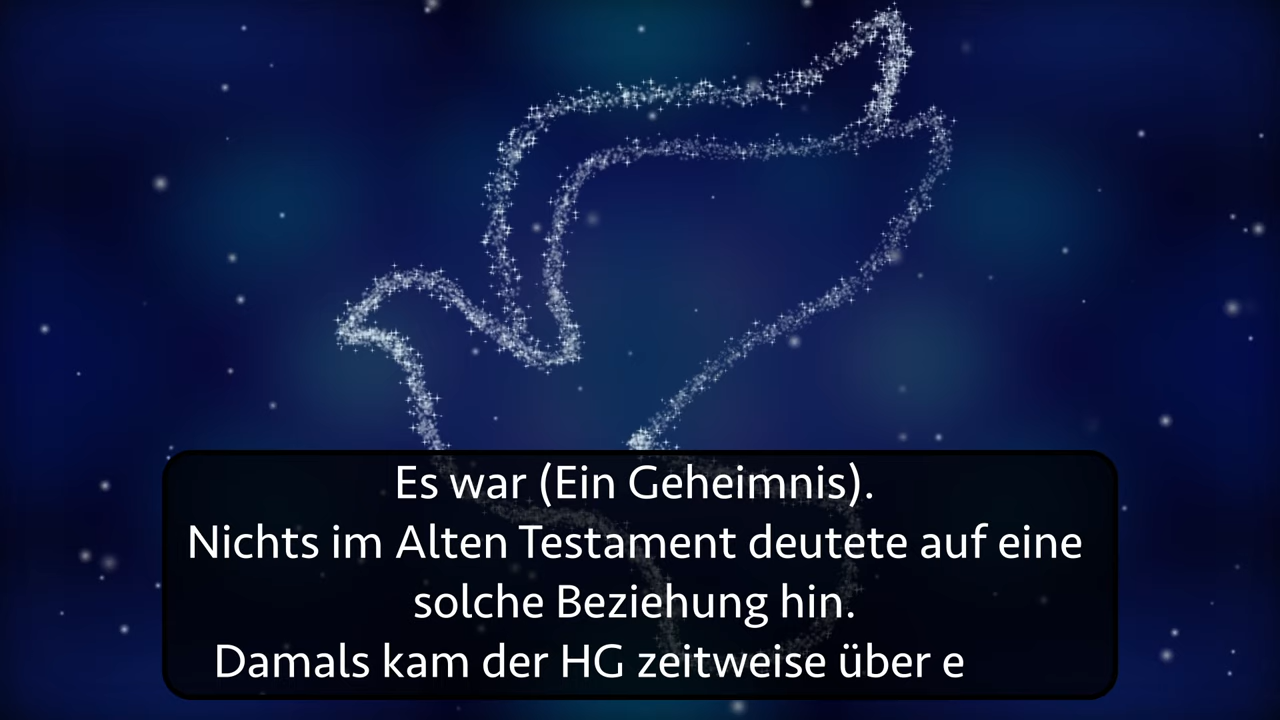 Es war (Ein Geheimnis).
Nichts im Alten Testament deutete auf eine
solche Beziehung hin.
Damals kam der HG zeitweise über e